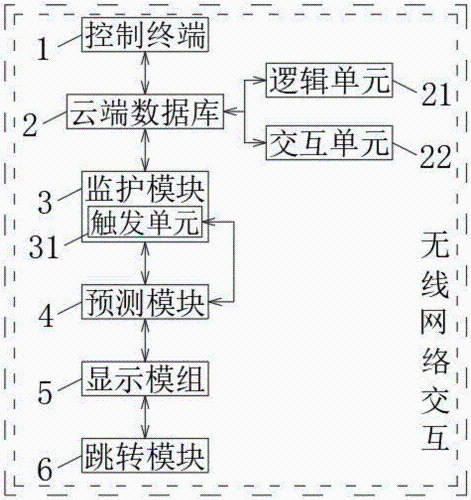 1 控制终端
2 云端数据库
逻辑单元 21
交互单元 22
3 监护模块
31 触发单元
4 预测模块
5 显示模组
6 跳转模块
无线网络交互